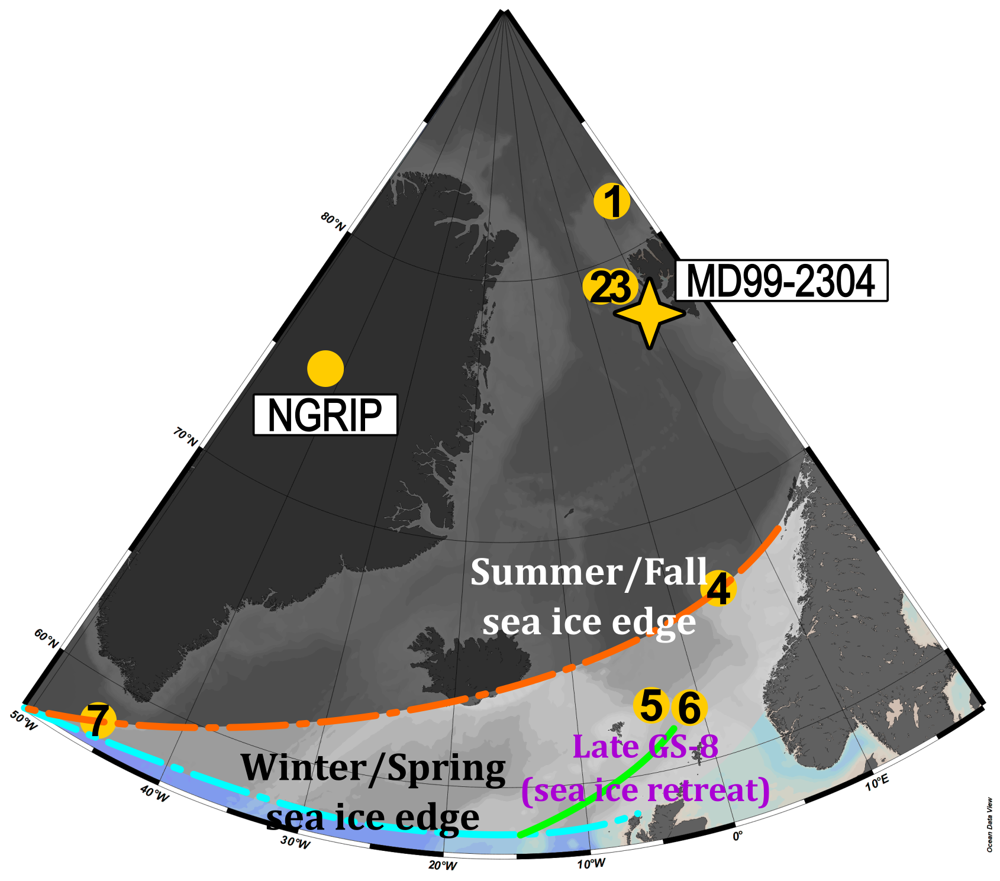 1
80°N
MD99-2304
23
NGRIP
70°N
Summer/Fall
4
sea ice edge
60°N
5
6
7
50°W
Late GS-8
Winter/Spring
(sea ice retreat)
sea ice edge
40°W
30°W
20°W
10°W
0°
10°E
Ocean Data View